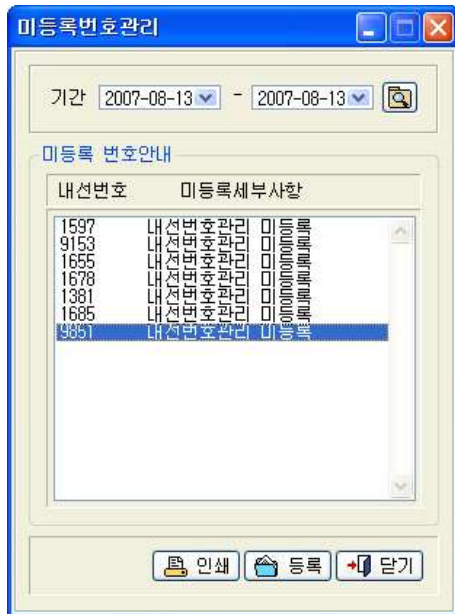 미등록번호관리
기간 2007-08-13 - 2007-08-13
미등록 번호안내
내선번호 미등록세부사항
1597 내선번호관리 미등록
9153 내선번호관리 미등록
1655 내선번호관리 미등록
1678 내선번호관리 미등록
1381 내선번호관리 미등록
1685 내선번호관리 미등록
9851 내선번호관리 미등록
인쇄 등록 닫기